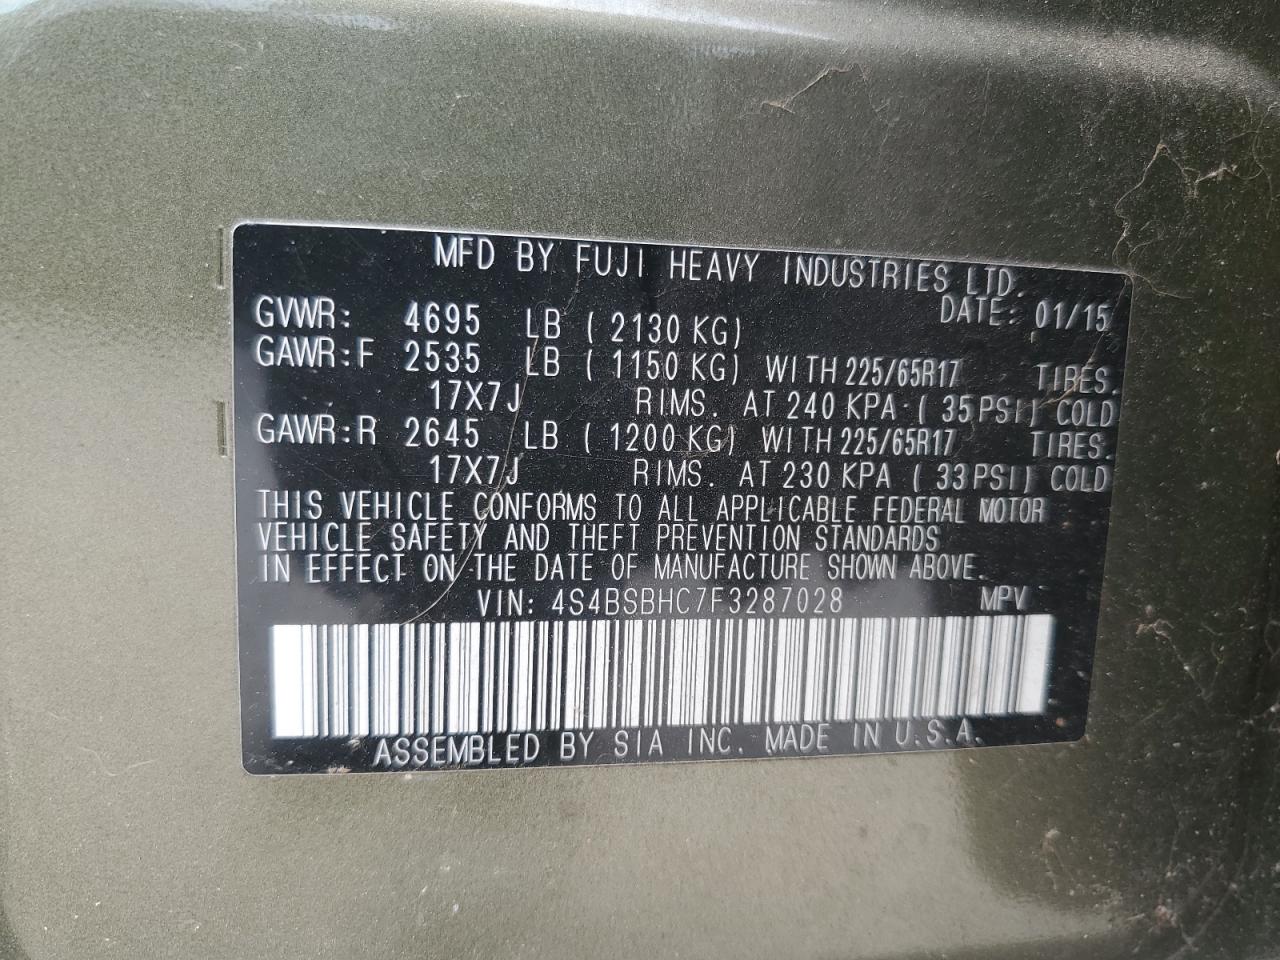 MFD BY FUJI HEAVY INDUSTRIES LTD.
DATE: 01/15
GVWR: 4695 LB ( 2130 KG)
GAWR:F 2535 LB ( 1150 KG) WITH 225/65R17 TIRES.
17X7J RIMS. AT 240 KPA ( 35PSI) COLD
GAWR:R 2645 LB ( 1200 KG) WITH 225/65R17 TIRES.
17X7J RIMS. AT 230 KPA ( 33PSI) COLD
THIS VEHICLE CONFORMS TO ALL APPLICABLE FEDERAL MOTOR
VEHICLE SAFETY AND THEFT PREVENTION STANDARDS
IN EFFECT ON THE DATE OF MANUFACTURE SHOWN ABOVE.
VIN: 4S4BSBHC7F3287028 MPV
ASSEMBLED BY SIA INC. MADE IN U.S.A.